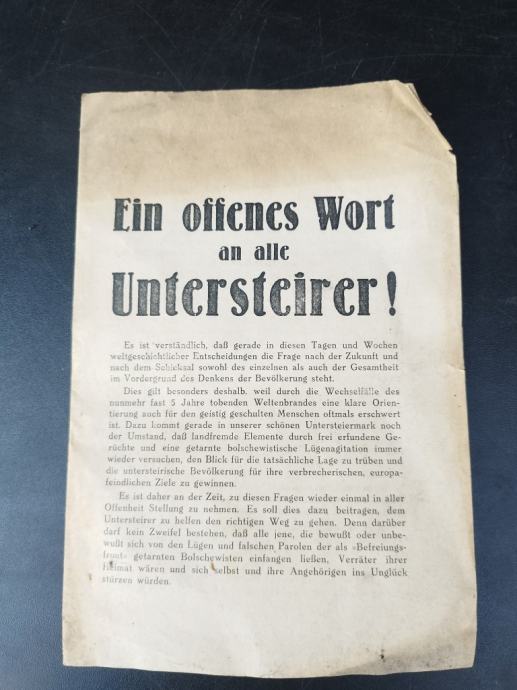 Ein offenes Wort
an alle
Untersteirer!
Es ist verständlich, daß gerade in diesen Tagen und Wochen
weltgeschichtlicher Entscheidungen die Frage nach der Zukunft und
nach dem Schicksal sowohl des einzelnen als auch der Gesamtheit
im Vordergrund des Denkens der Bevölkerung steht.
Dies gilt besonders deshalb, weil durch die Wechselfälle des
nunmehr fast 5 Jahre tobenden Weltenbrandes eine klare Orien-
tierung auch für den geistig geschulten Menschen oftmals erschwert
ist. Dazu kommt gerade in unserer schönen Untersteiermark noch
der Umstand, daß landfremde Elemente durch frei erfundene Ge-
rüchte und eine getarnte bolschewistische Lügenagitation immer
wieder versuchen, den Blick für die tatsächliche Lage zu trüben und
die untersteirische Bevölkerung für ihre verbrecherischen, europa-
feindlichen Ziele zu gewinnen.
Es ist daher an der Zeit, zu diesen Fragen wieder einmal in aller
Offenheit Stellung zu nehmen. Es soll dies dazu beitragen, dem
Untersteirer zu helfen den richtigen Weg zu gehen. Denn darüber
darf kein Zweifel bestehen, daß alle jene, die bewußt oder unbe-
wußt sich von den Lügen und falschen Parolen der als »Befreiungs-
front« getarnten Bolschewisten einfangen ließen, Verräter ihrer
Heimat wären und sich selbst und ihre Angehörigen ins Unglück
stürzen würden.